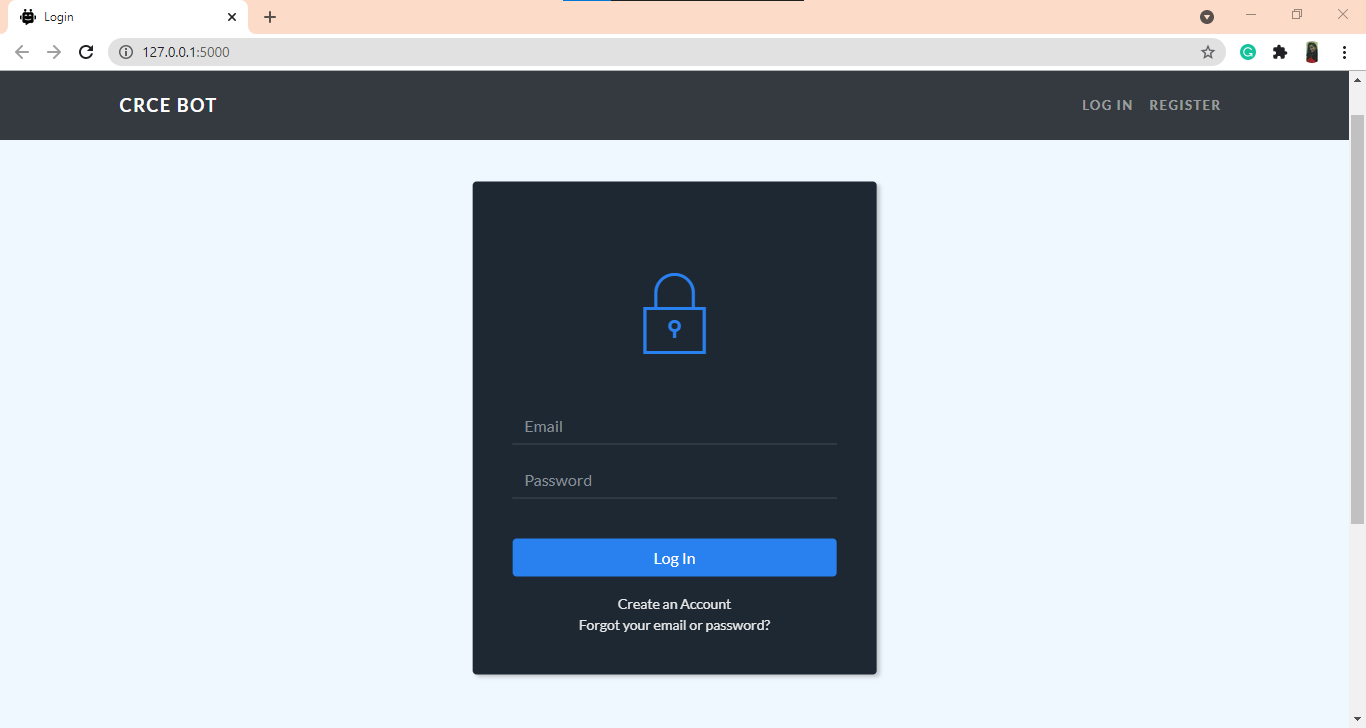 Login
127.0.0.1:5000
CRCE BOT
LOG IN REGISTER
Email
Password
Log In
Create an Account
Forgot your email or password?